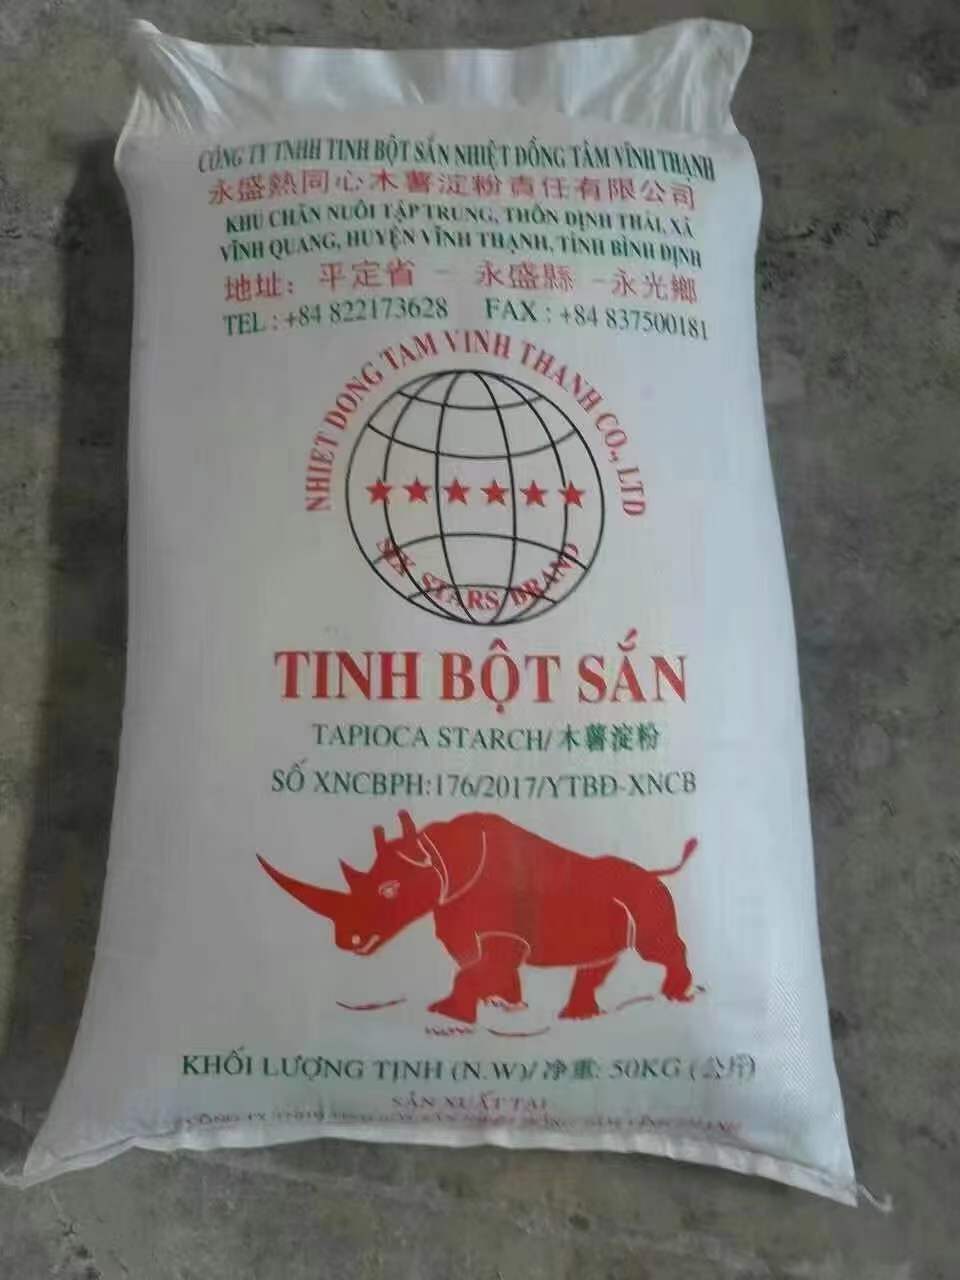 CÔNG TY TNHH TINH BỘT SẮN NHIỆT ĐỒNG TÂM VĨNH THẠNH
永盛熱同心木薯淀粉責任有限公司
KHU CHĂN NUÔI TẬP TRUNG, THÔN ĐỊNH THÁI, XÃ
VĨNH QUANG, HUYỆN VĨNH THẠNH, TỈNH BÌNH ĐỊNH
地址: 平定省 - 永盛縣 -永光鄉
TEL : +84 822173628 FAX : +84 837500181
NHIET DONG TAM VINH THANH CO., LTD
SIX STARS BRAND
TINH BỘT SẮN
TAPIOCA STARCH/ 木薯淀粉
SỐ XNCBPH:176/2017/YTBĐ-XNCB
KHỐI LƯỢNG TỊNH (N.W)/ 净重: 50KG (公斤)
SẢN XUẤT TẠI